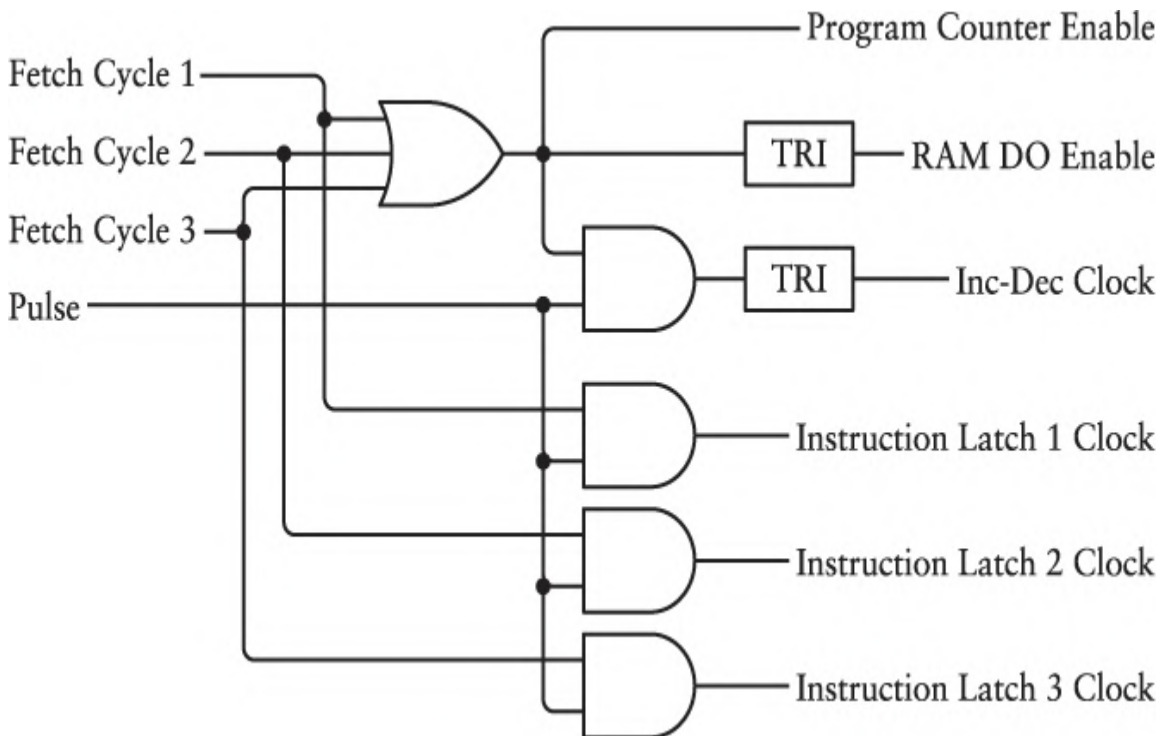 Program Counter Enable
Fetch Cycle 1
Fetch Cycle 2
TRI
RAM DO Enable
Fetch Cycle 3
TRI
Inc-Dec Clock
Pulse
Instruction Latch 1 Clock
Instruction Latch 2 Clock
Instruction Latch 3 Clock